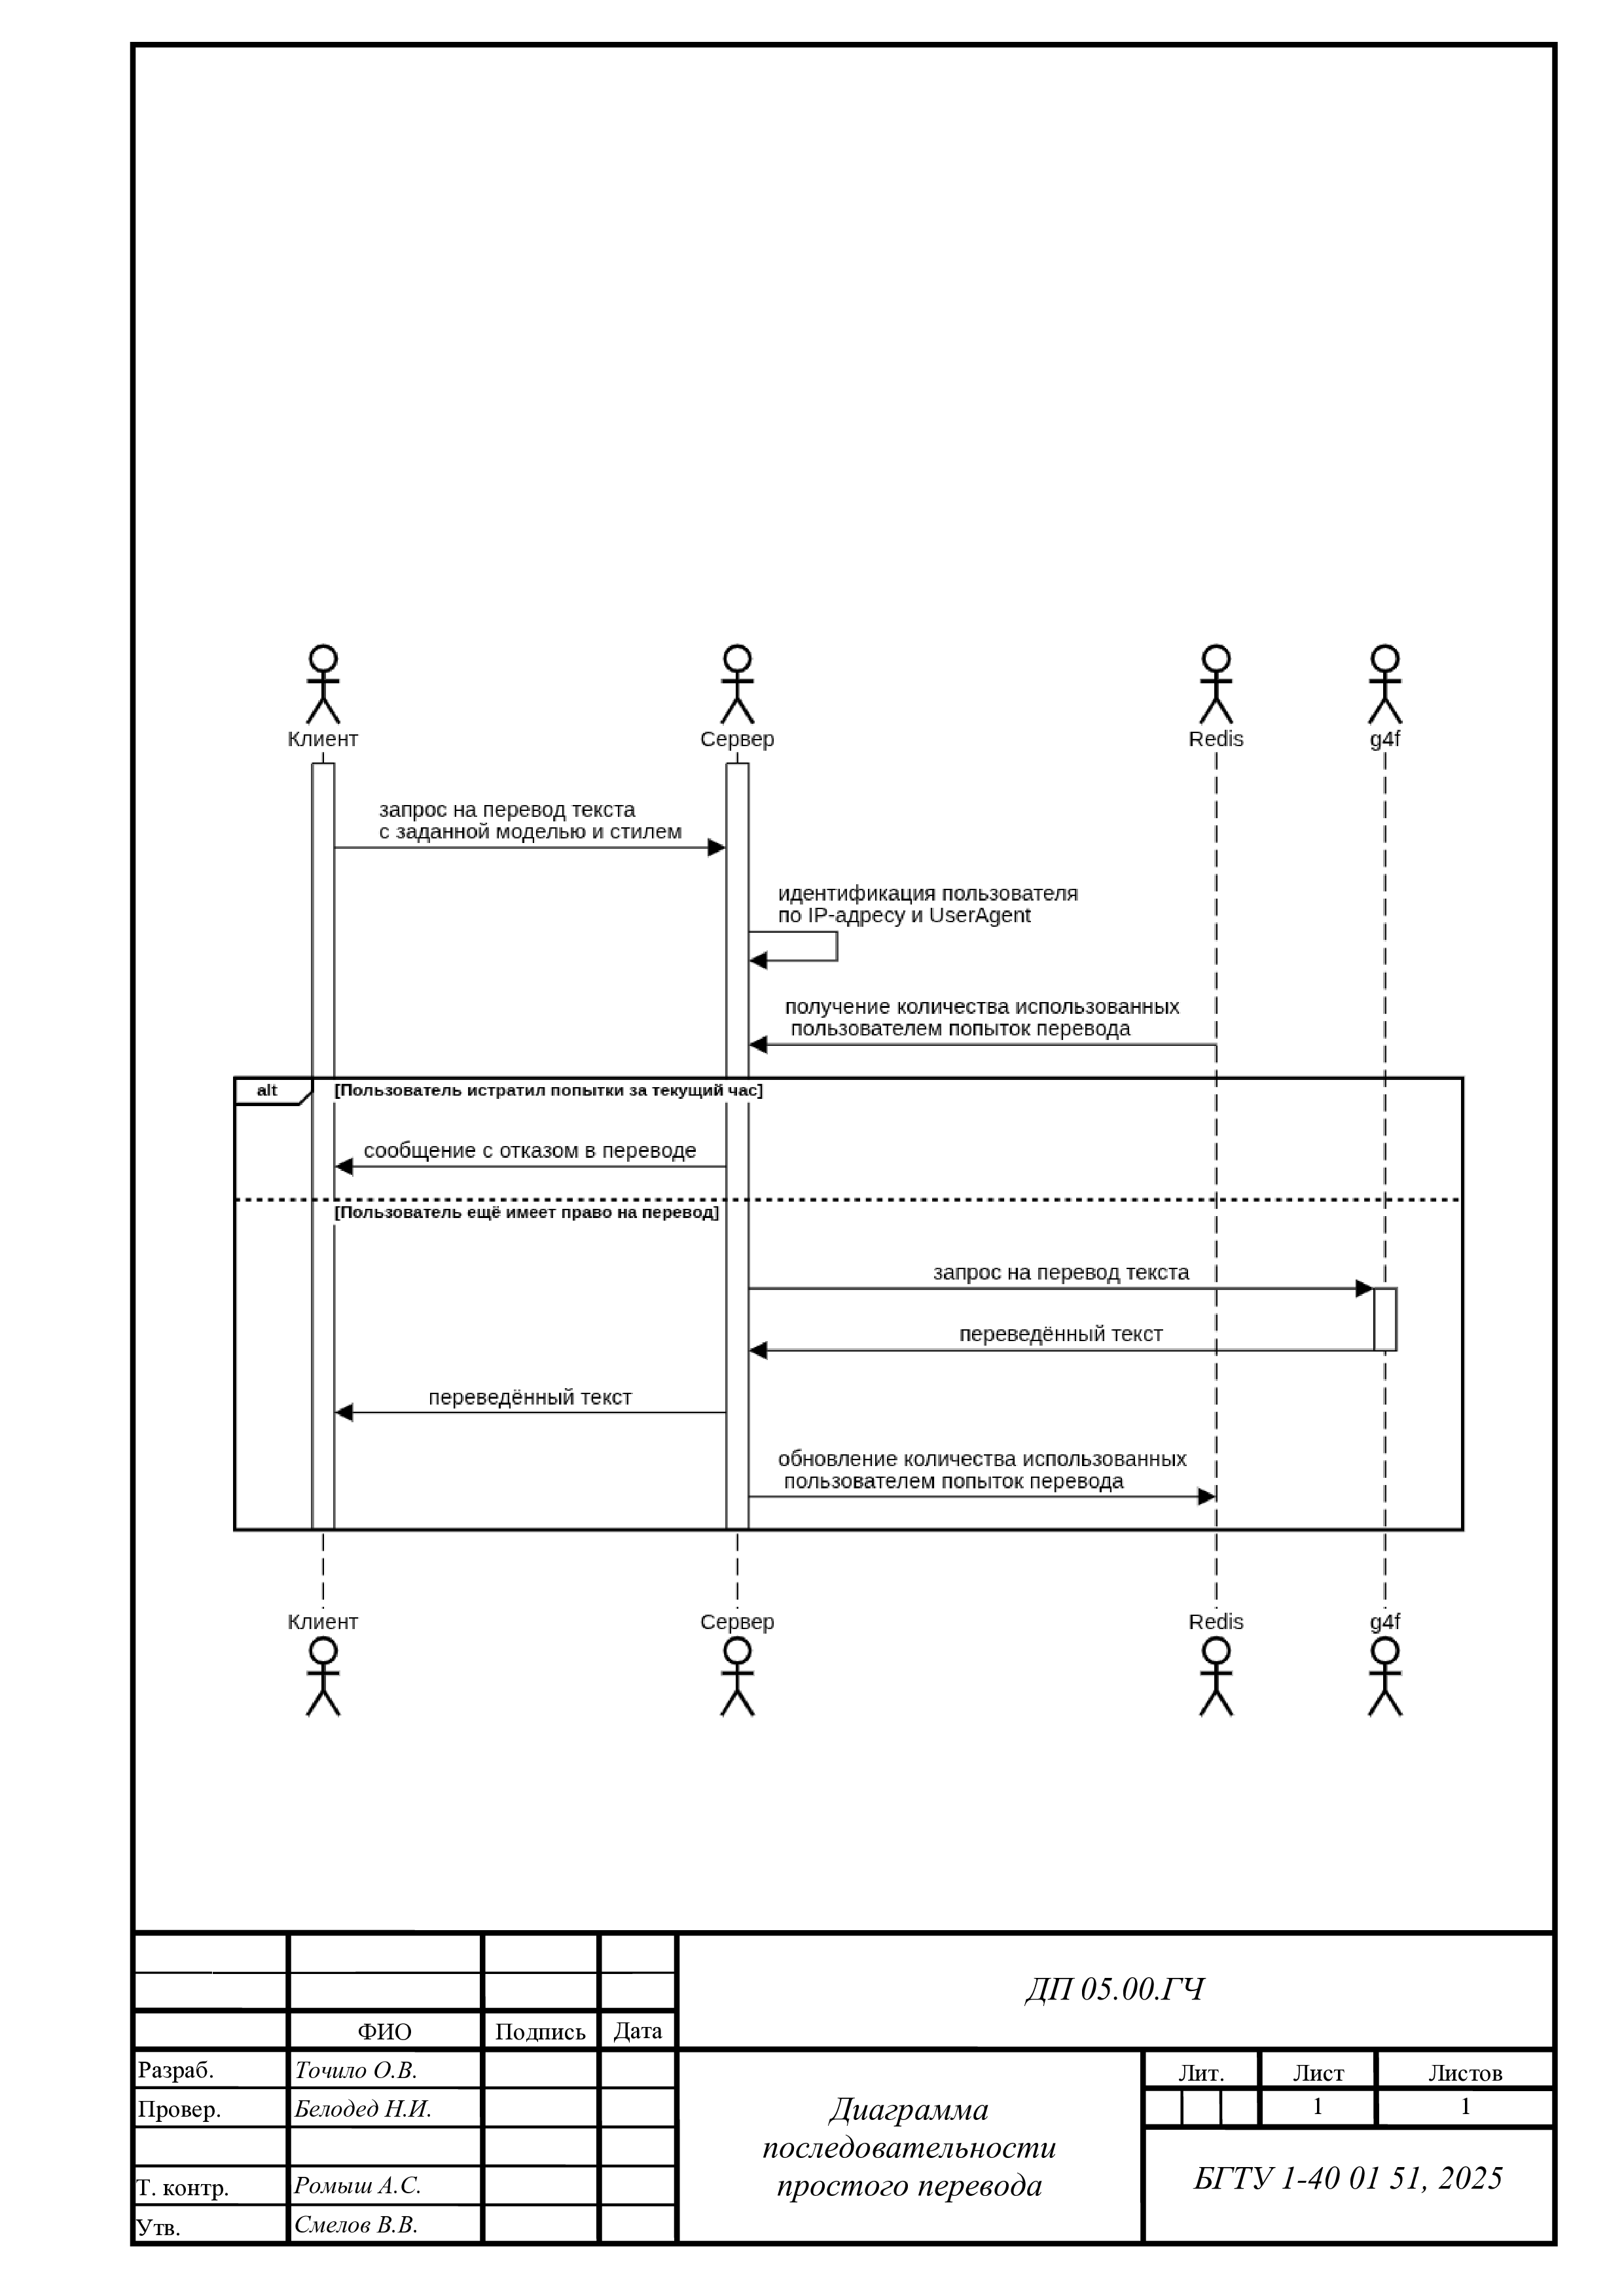 Клиент
Сервер
Redis
g4f
запрос на перевод текста
с заданной моделью и стилем
идентификация пользователя
по IP-адресу и UserAgent
получение количества использованных
пользователем попыток перевода
alt
[Пользователь истратил попытки за текущий час]
сообщение с отказом в переводе
[Пользователь ещё имеет право на перевод]
запрос на перевод текста
переведённый текст
переведённый текст
обновление количества использованных
пользователем попыток перевода
Клиент
Сервер
Redis
g4f
ДП 05.00.ГЧ
ФИО
Подпись
Дата
Разраб.
Точило О.В.
Провер.
Белодед Н.И.
Т. контр.
Ромыш А.С.
Утв.
Смелов В.В.
Диаграмма
последовательности
простого перевода
Лит.
Лист
Листов
1
1
БГТУ 1-40 01 51, 2025